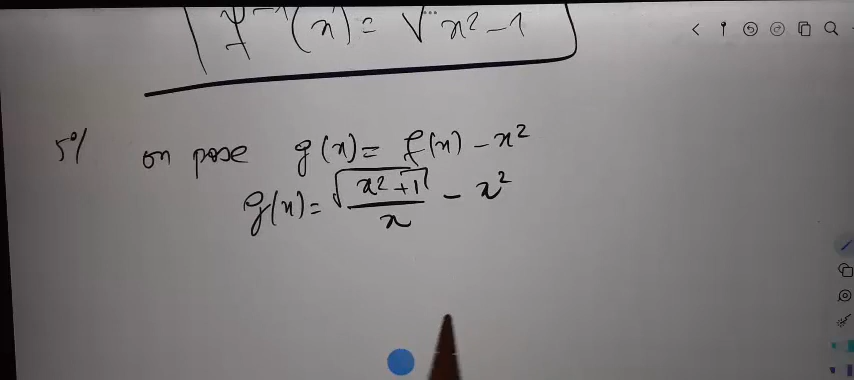 f⁻¹(x) = √x² - 1
5°/ on pose g(x) = f(x) - x²
g(x) = √(x² + 1)/x - x²